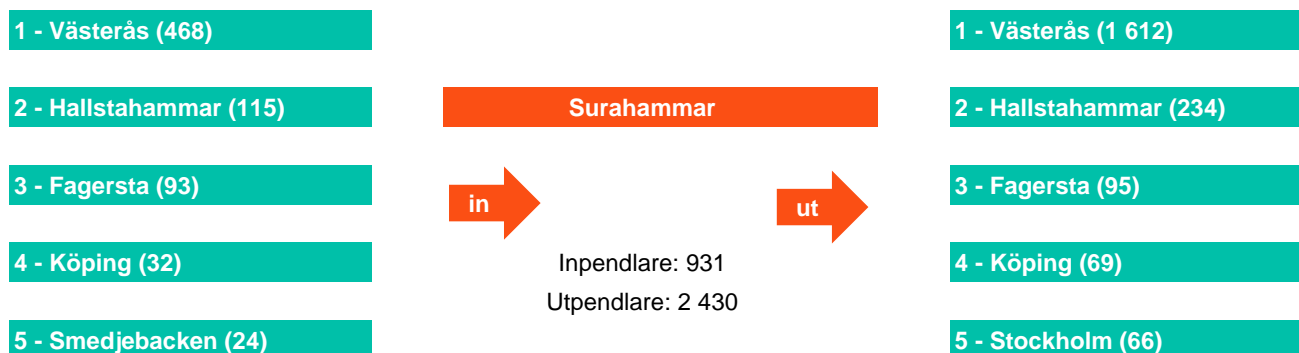 1 - Västerås (468)
2 - Hallstahammar (115)
3 - Fagersta (93)
4 - Köping (32)
5 - Smedjebacken (24)
Surahammar
in
ut
Inpendlare: 931
Utpendlare: 2 430
1 - Västerås (1 612)
2 - Hallstahammar (234)
3 - Fagersta (95)
4 - Köping (69)
5 - Stockholm (66)